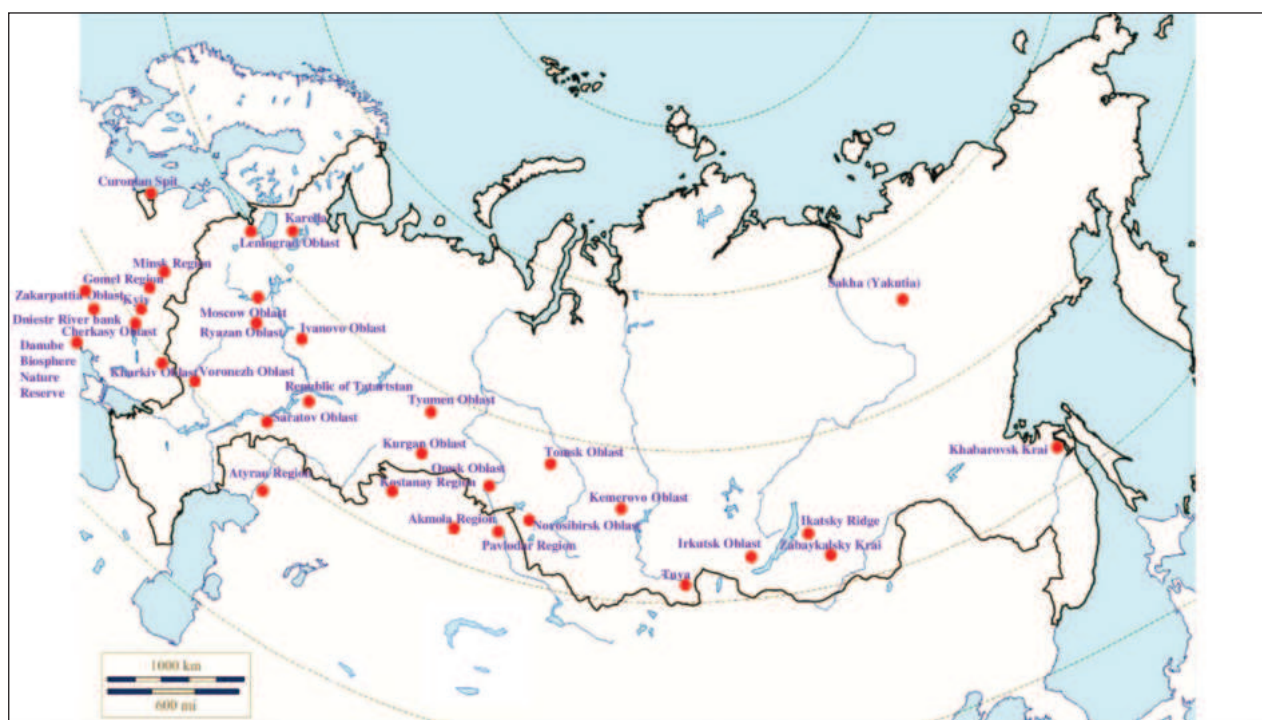 Curonian Spit
Karelia
Leningrad Oblast
Minsk Region
Gomel Region
Zakarpattia Oblast
Kyiv
Dniestr River bank
Cherkasy Oblast
Danube
Biosphere
Nature
Reserve
Kharkiv Oblast
Voronezh Oblast
Moscow Oblast
Ryazan Oblast
Ivanovo Oblast
Republic of Tatartstan
Saratov Oblast
Tyumen Oblast
Kurgan Oblast
Omsk Oblast
Atyrau Region
Kostanay Region
Tomsk Oblast
Akmola Region
Norosibirsk Oblast
Kemerovo Oblast
Pavlodar Region
Sakha (Yakutia)
Khabarovsk Krai
Ikatsky Ridge
Irkutsk Oblast
Zabaykalsky Krai
Tuva
1000 km
600 mi